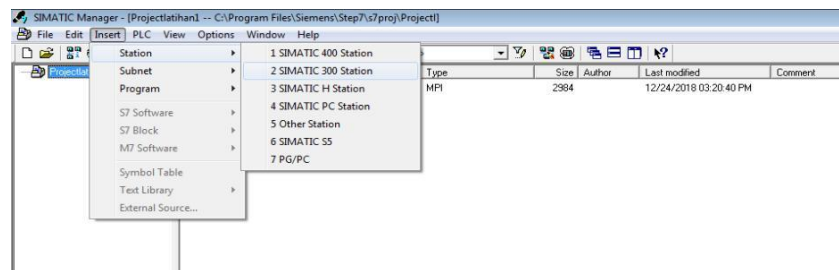 SIMATIC Manager - [Projectlatihan1 -- C:\Program Files\Siemens\Step7\s7proj\Projectl]
File Edit Insert PLC View Options Window Help
Station
Subnet
Program
S7 Software
S7 Block
M7 Software
Symbol Table
Text Library
External Source...
1 SIMATIC 400 Station
2 SIMATIC 300 Station
3 SIMATIC H Station
4 SIMATIC PC Station
5 Other Station
6 SIMATIC S5
7 PG/PC
Type Size Author Last modified Comment
MPI 2984 12/24/2018 03:20:40 PM